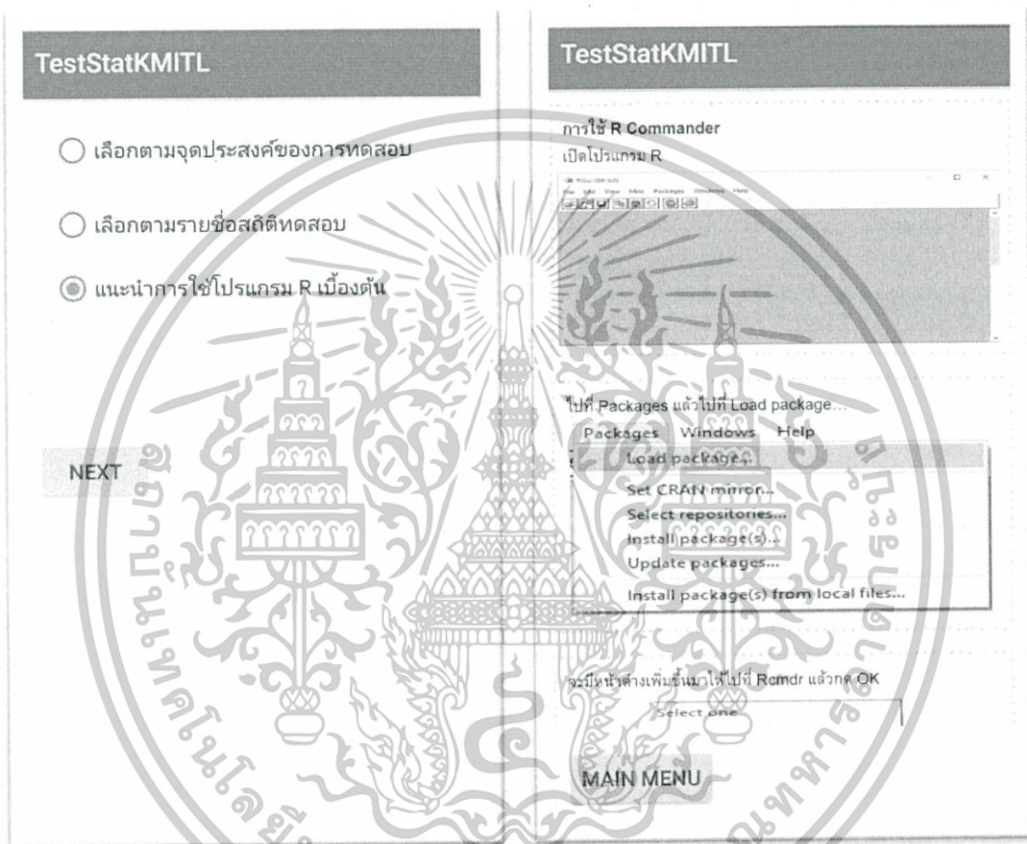 TestStatKMITL
เลือกตามจุดประสงค์ของการทดสอบ
เลือกตามรายชื่อสถิติทดสอบ
แนะนำการใช้โปรแกรม R เบื้องต้น
NEXT
TestStatKMITL
การใช้ R Commander
เปิดโปรแกรม R
File Edit View Misc Packages Windows Help
ไปที่ Packages แล้วไปที่ Load package...
Packages Windows Help
Load package...
Set CRAN mirror...
Select repositories...
Install package(s)...
Update packages...
Install package(s) from local files...
จะมีหน้าต่างเพิ่มขึ้นมาให้ไปที่ Rcmdr แล้วกด OK
Select one
MAIN MENU